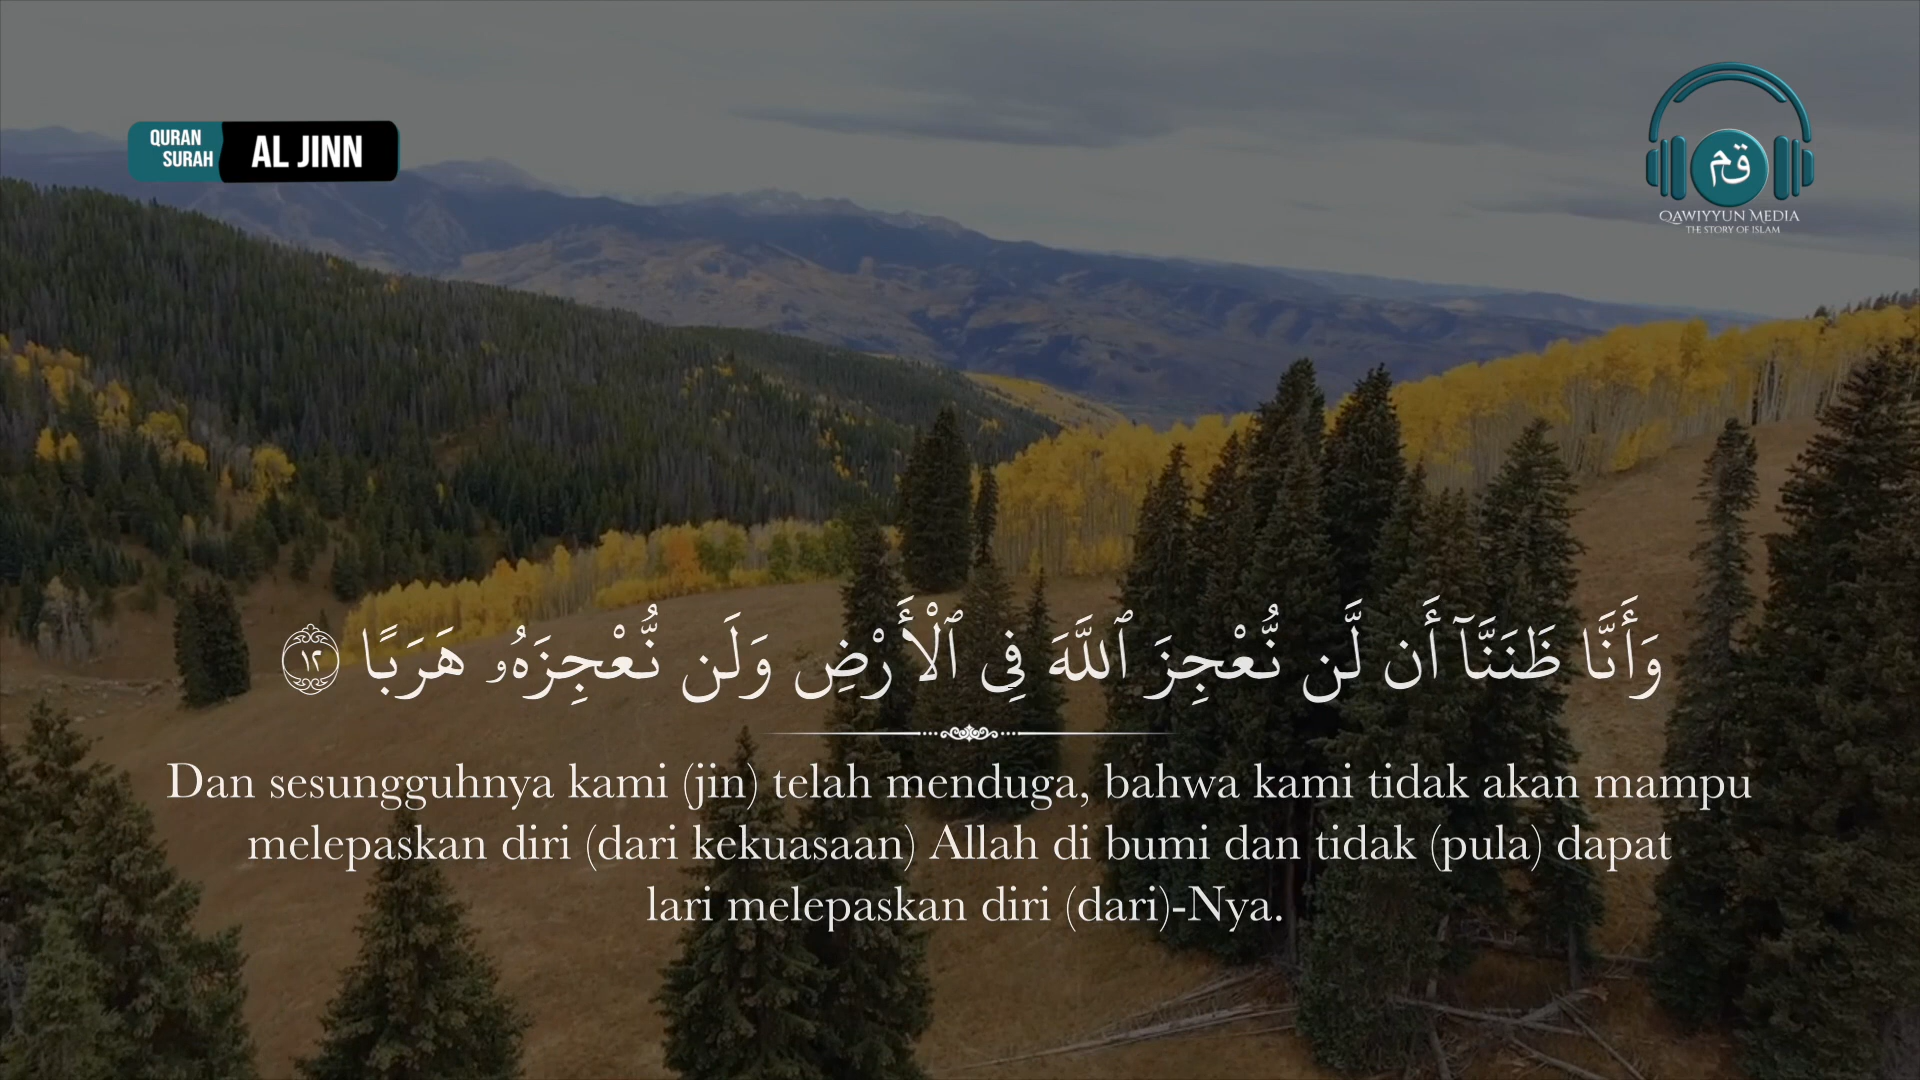 QURAN
SURAH
AL JINN
قم
QAWIYYUN MEDIA
THE STORY OF ISLAM
وَأَنَّا ظَنَنَّآ أَن لَّن نُّعْجِزَ ٱللَّهَ فِى ٱلْأَرْضِ وَلَن نُّعْجِزَهُۥ هَرَبًا ١٢
Dan sesungguhnya kami (jin) telah menduga, bahwa kami tidak akan mampu
melepaskan diri (dari kekuasaan) Allah di bumi dan tidak (pula) dapat
lari melepaskan diri (dari)-Nya.